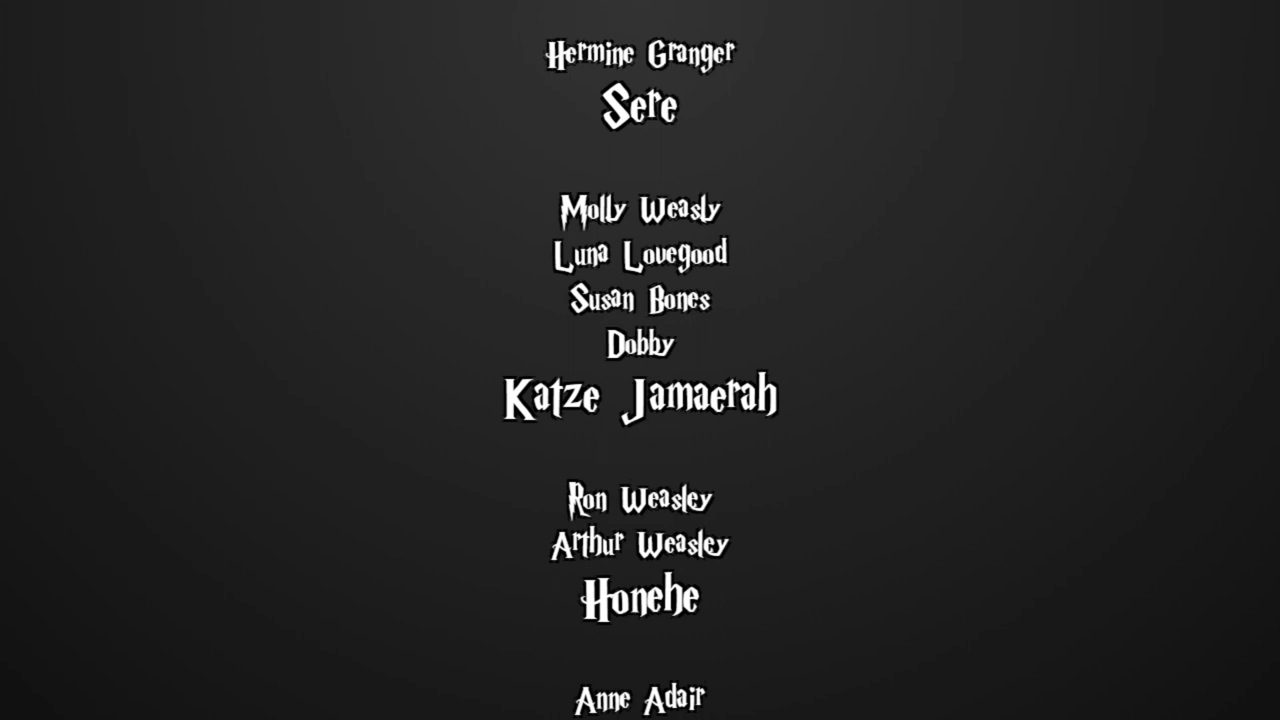 Hermine Granger
Sere
Molly Weasly
Luna Lovegood
Susan Bones
Dobby
Katze Jamaerah
Ron Weasley
Arthur Weasley
Honehe
Anne Adair